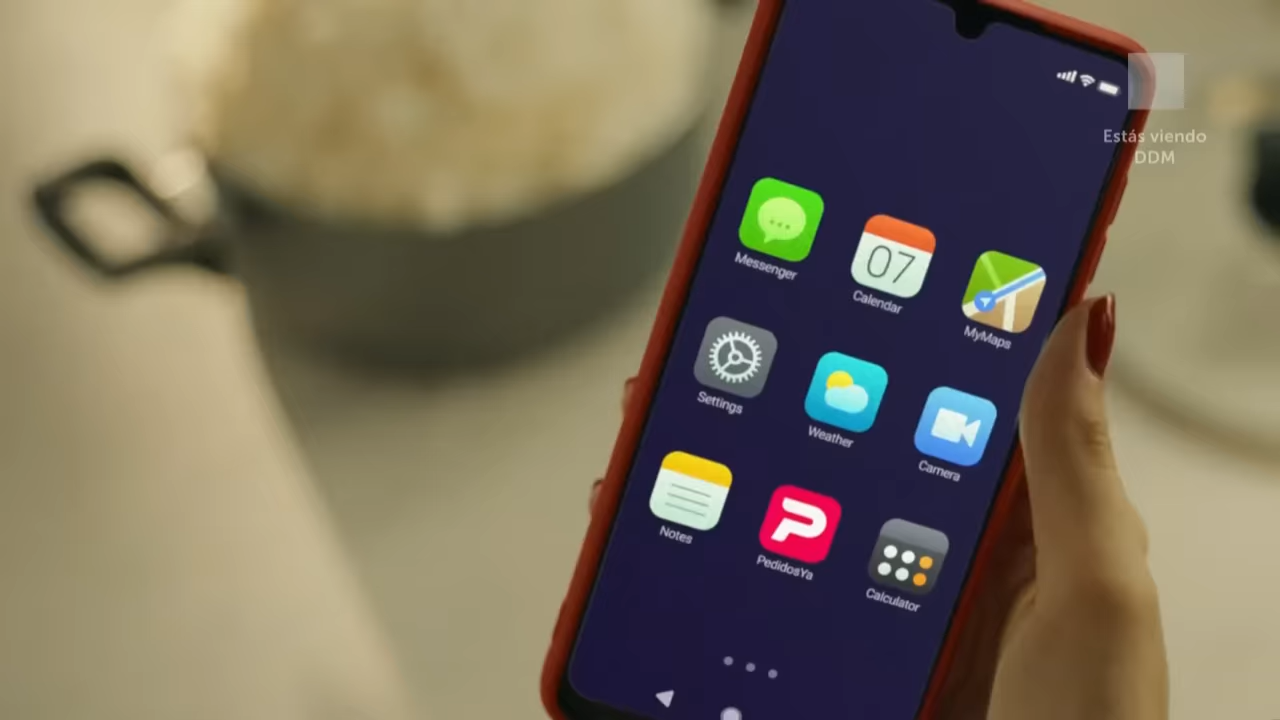 Estás viendo
DDM
Messenger
07
Calendar
MyMaps
Settings
Weather
Camera
Notes
PedidosYa
Calculator